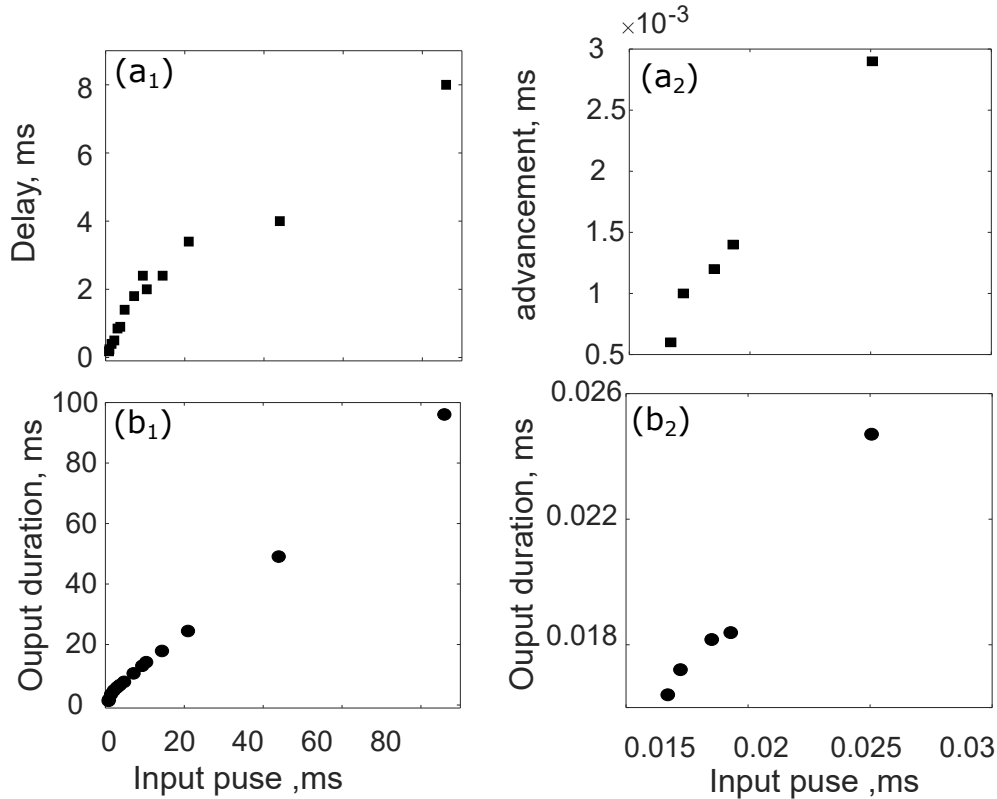 (a₁)
Delay, ms
8
6
4
2
0
×10⁻³
(a₂)
advancement, ms
3
2.5
2
1.5
1
0.5
(b₁)
Ouput duration, ms
100
80
60
40
20
0
0 20 40 60 80
Input puse ,ms
(b₂)
Ouput duration, ms
0.026
0.022
0.018
0.015 0.02 0.025 0.03
Input puse ,ms